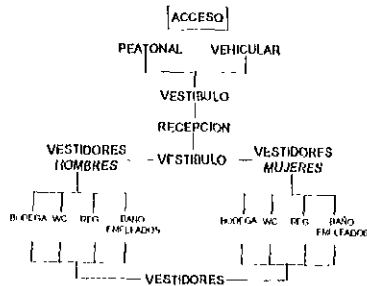 ACCESO
PEATONAL VEHICULAR
VESTIBULO
RECEPCION
VESTIDORES HOMBRES
VESTIBULO
VESTIDORES MUJERES
BODEGA WC REG BAÑO EMPLEADOS
BODEGA WC REG BAÑO EMPLEADOS
VESTIDORES